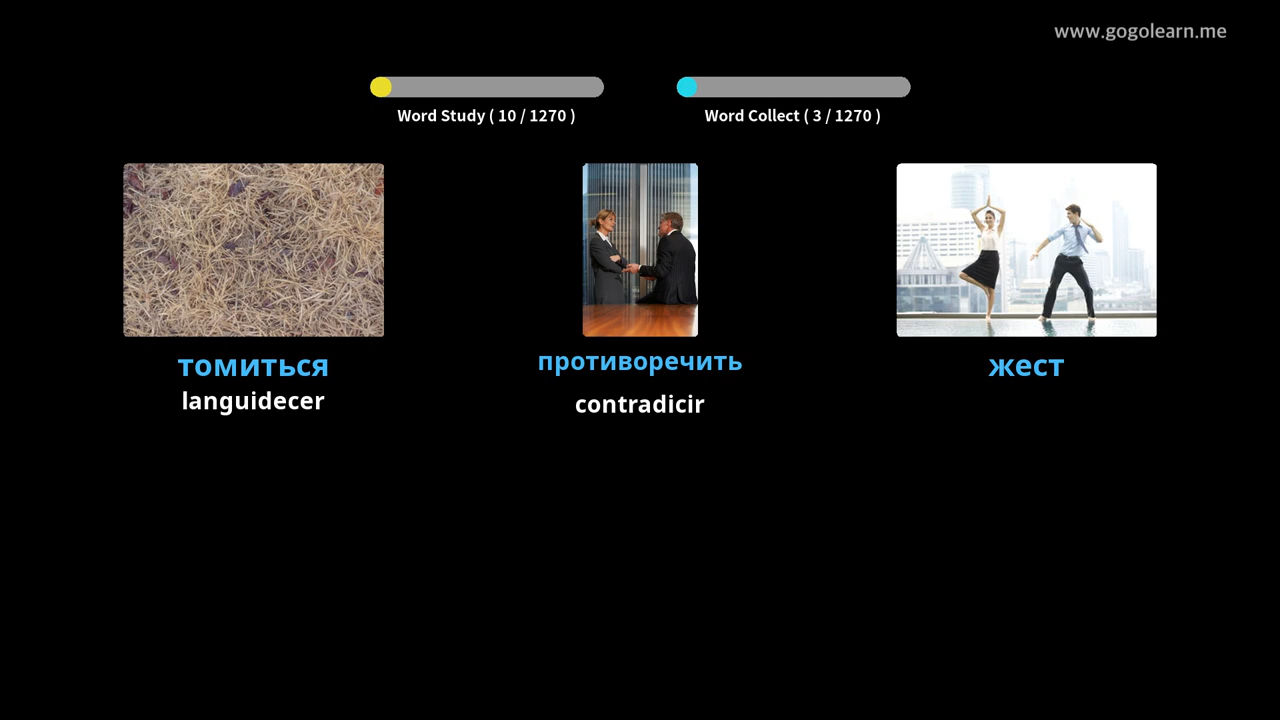 www.gogolearn.me
Word Study ( 10 / 1270 )
Word Collect ( 3 / 1270 )
томиться
languidecer
противоречить
contradicir
жест